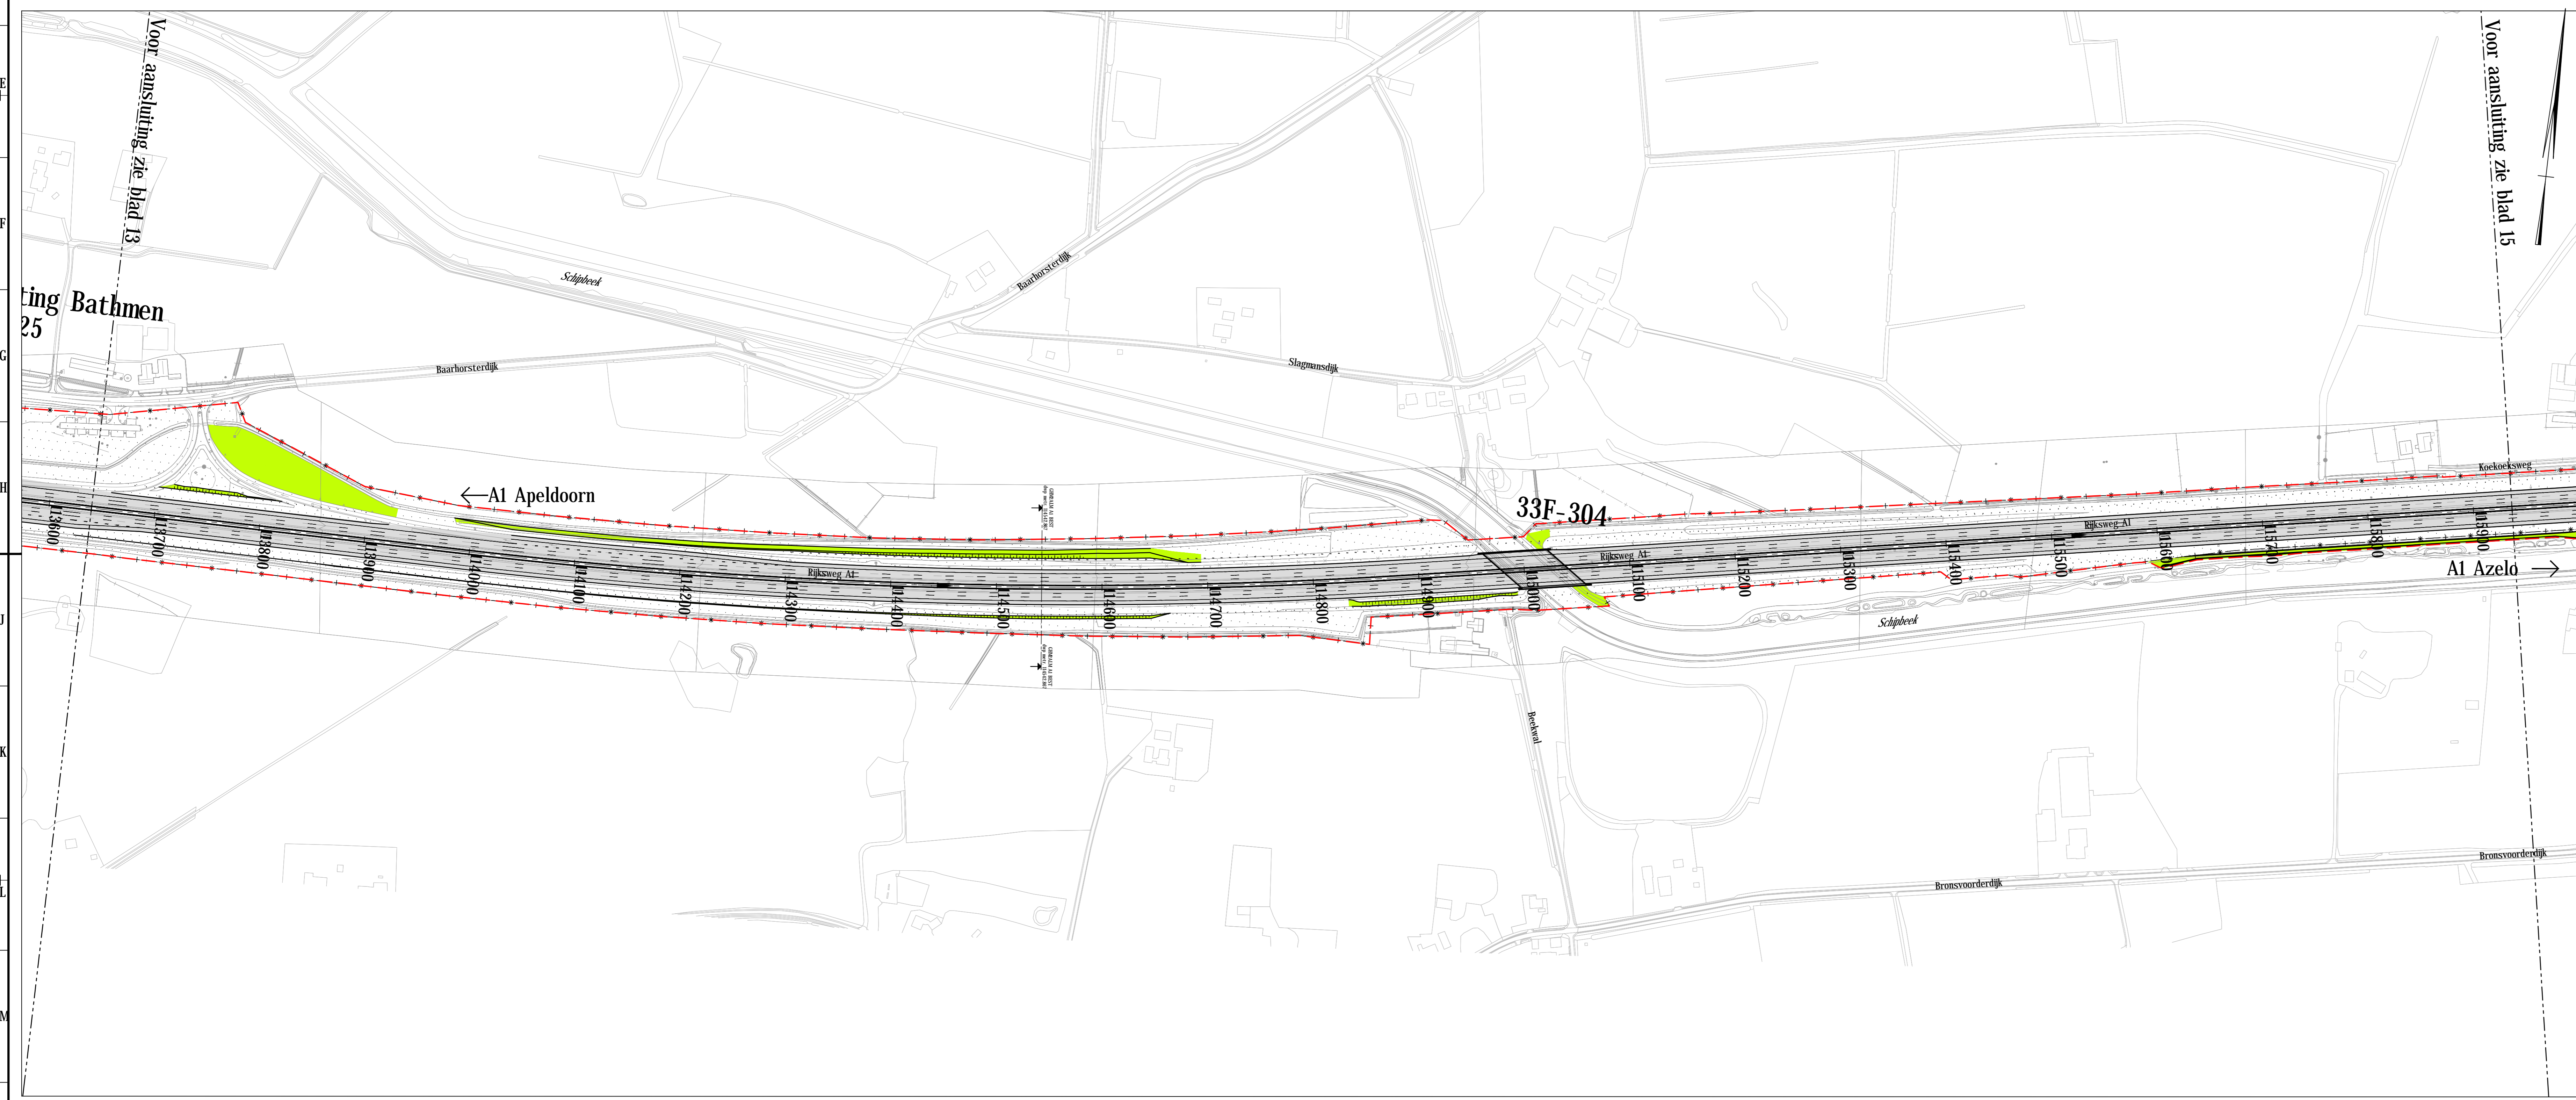 E
F
G
H
J
K
L
M
Voor aansluiting zie blad 13
Voor aansluiting zie blad 15
ting Bathmen
25
Schipbeek
Baarhorsterdijk
Baarhorsterdijk
Slagmansdijk
A1 Apeldoorn
33F-304
Koekoeksweg
Rijksweg A1
Rijksweg A1
Rijksweg A1
113600
113700
113800
113900
114000
114100
114200
114300
114400
114500
114600
114700
114800
114900
115000
115100
115200
115300
115400
115500
115600
115700
115800
115900
A1 Azelo
Schipbeek
Beekwal
Bronsvoorderdijk
Bronsvoorderdijk